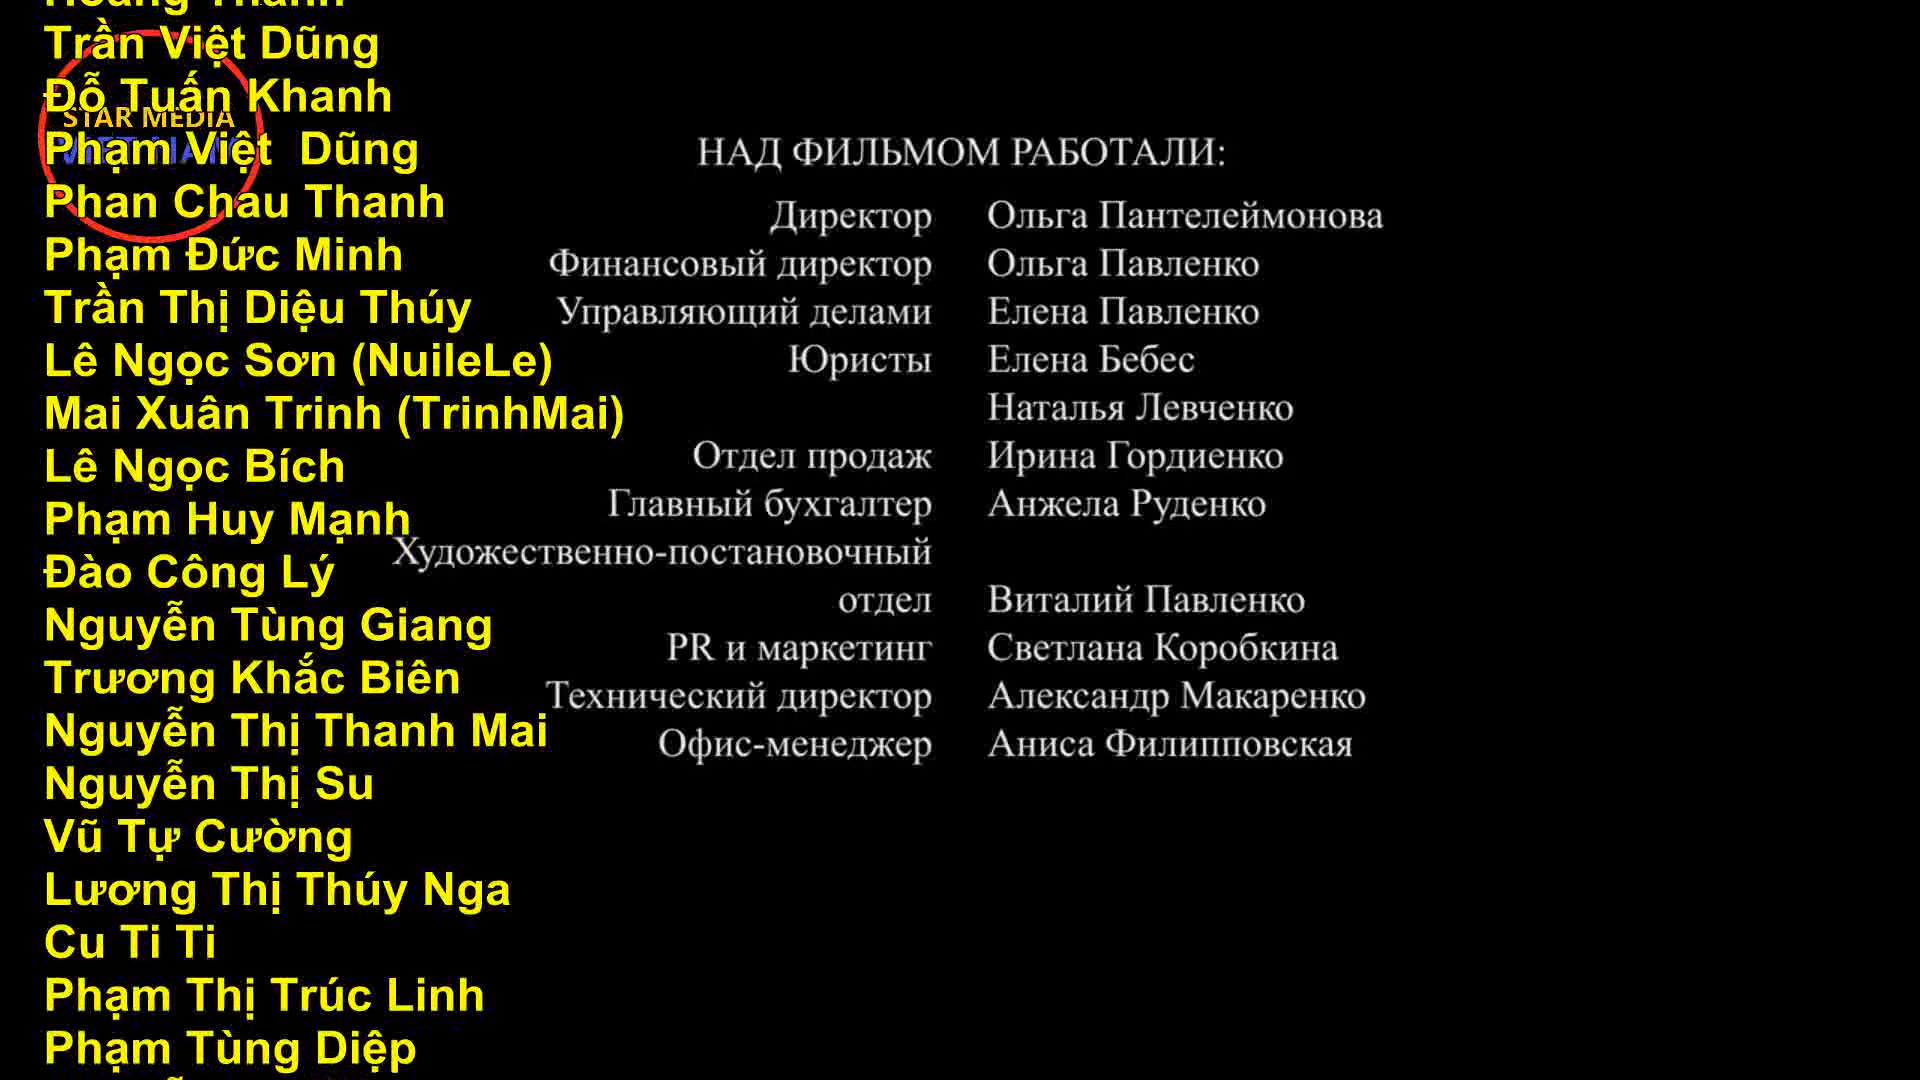 Trần Việt Dũng
Đỗ Tuấn Khanh
STAR MEDIA
Phạm Việt Dũng
Phan Chau Thanh
Phạm Đức Minh
Trần Thị Diệu Thúy
Lê Ngọc Sơn (NuileLe)
Mai Xuân Trinh (TrinhMai)
Lê Ngọc Bích
Phạm Huy Mạnh
Đào Công Lý
Nguyễn Tùng Giang
Trương Khắc Biên
Nguyễn Thị Thanh Mai
Nguyễn Thị Su
Vũ Tự Cường
Lương Thị Thúy Nga
Cu Ti Ti
Phạm Thị Trúc Linh
Phạm Tùng Diệp
НАД ФИЛЬМОМ РАБОТАЛИ:
Директор Ольга Пантелеймонова
Финансовый директор Ольга Павленко
Управляющий делами Елена Павленко
Юристы Елена Бебес
Наталья Левченко
Отдел продаж Ирина Гордиенко
Главный бухгалтер Анжела Руденко
Художественно-постановочный
отдел Виталий Павленко
PR и маркетинг Светлана Коробкина
Технический директор Александр Макаренко
Офис-менеджер Аниса Филипповская